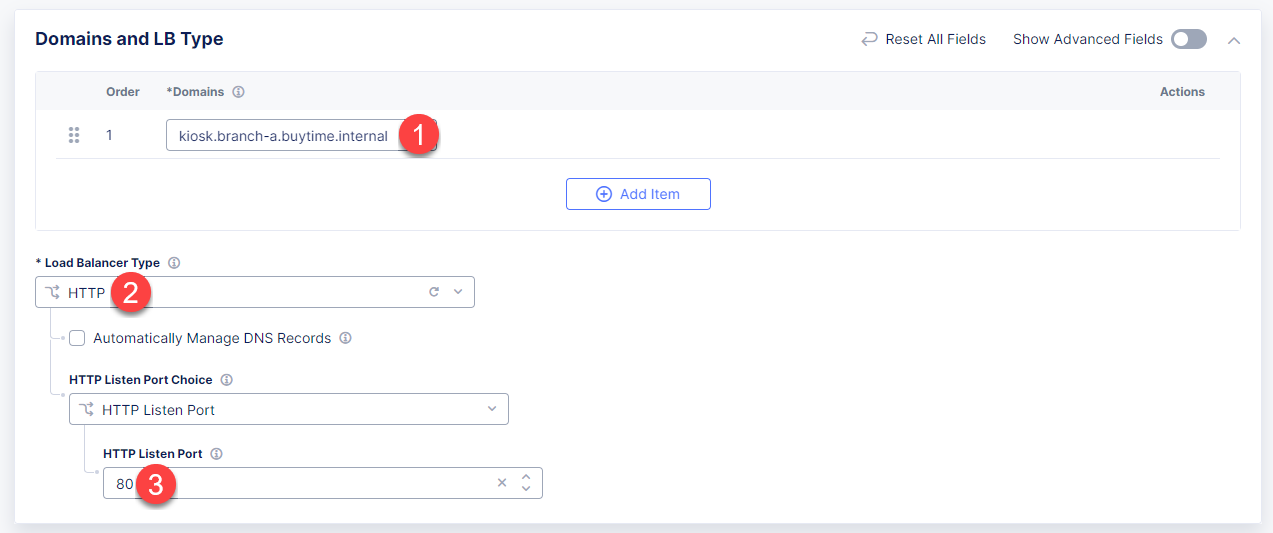 Domains and LB Type Reset All Fields Show Advanced Fields
Order *Domains Actions
1 kiosk.branch-a.buytime.internal 1
Add Item
* Load Balancer Type
HTTP 2
Automatically Manage DNS Records
HTTP Listen Port Choice
HTTP Listen Port
HTTP Listen Port
80 3